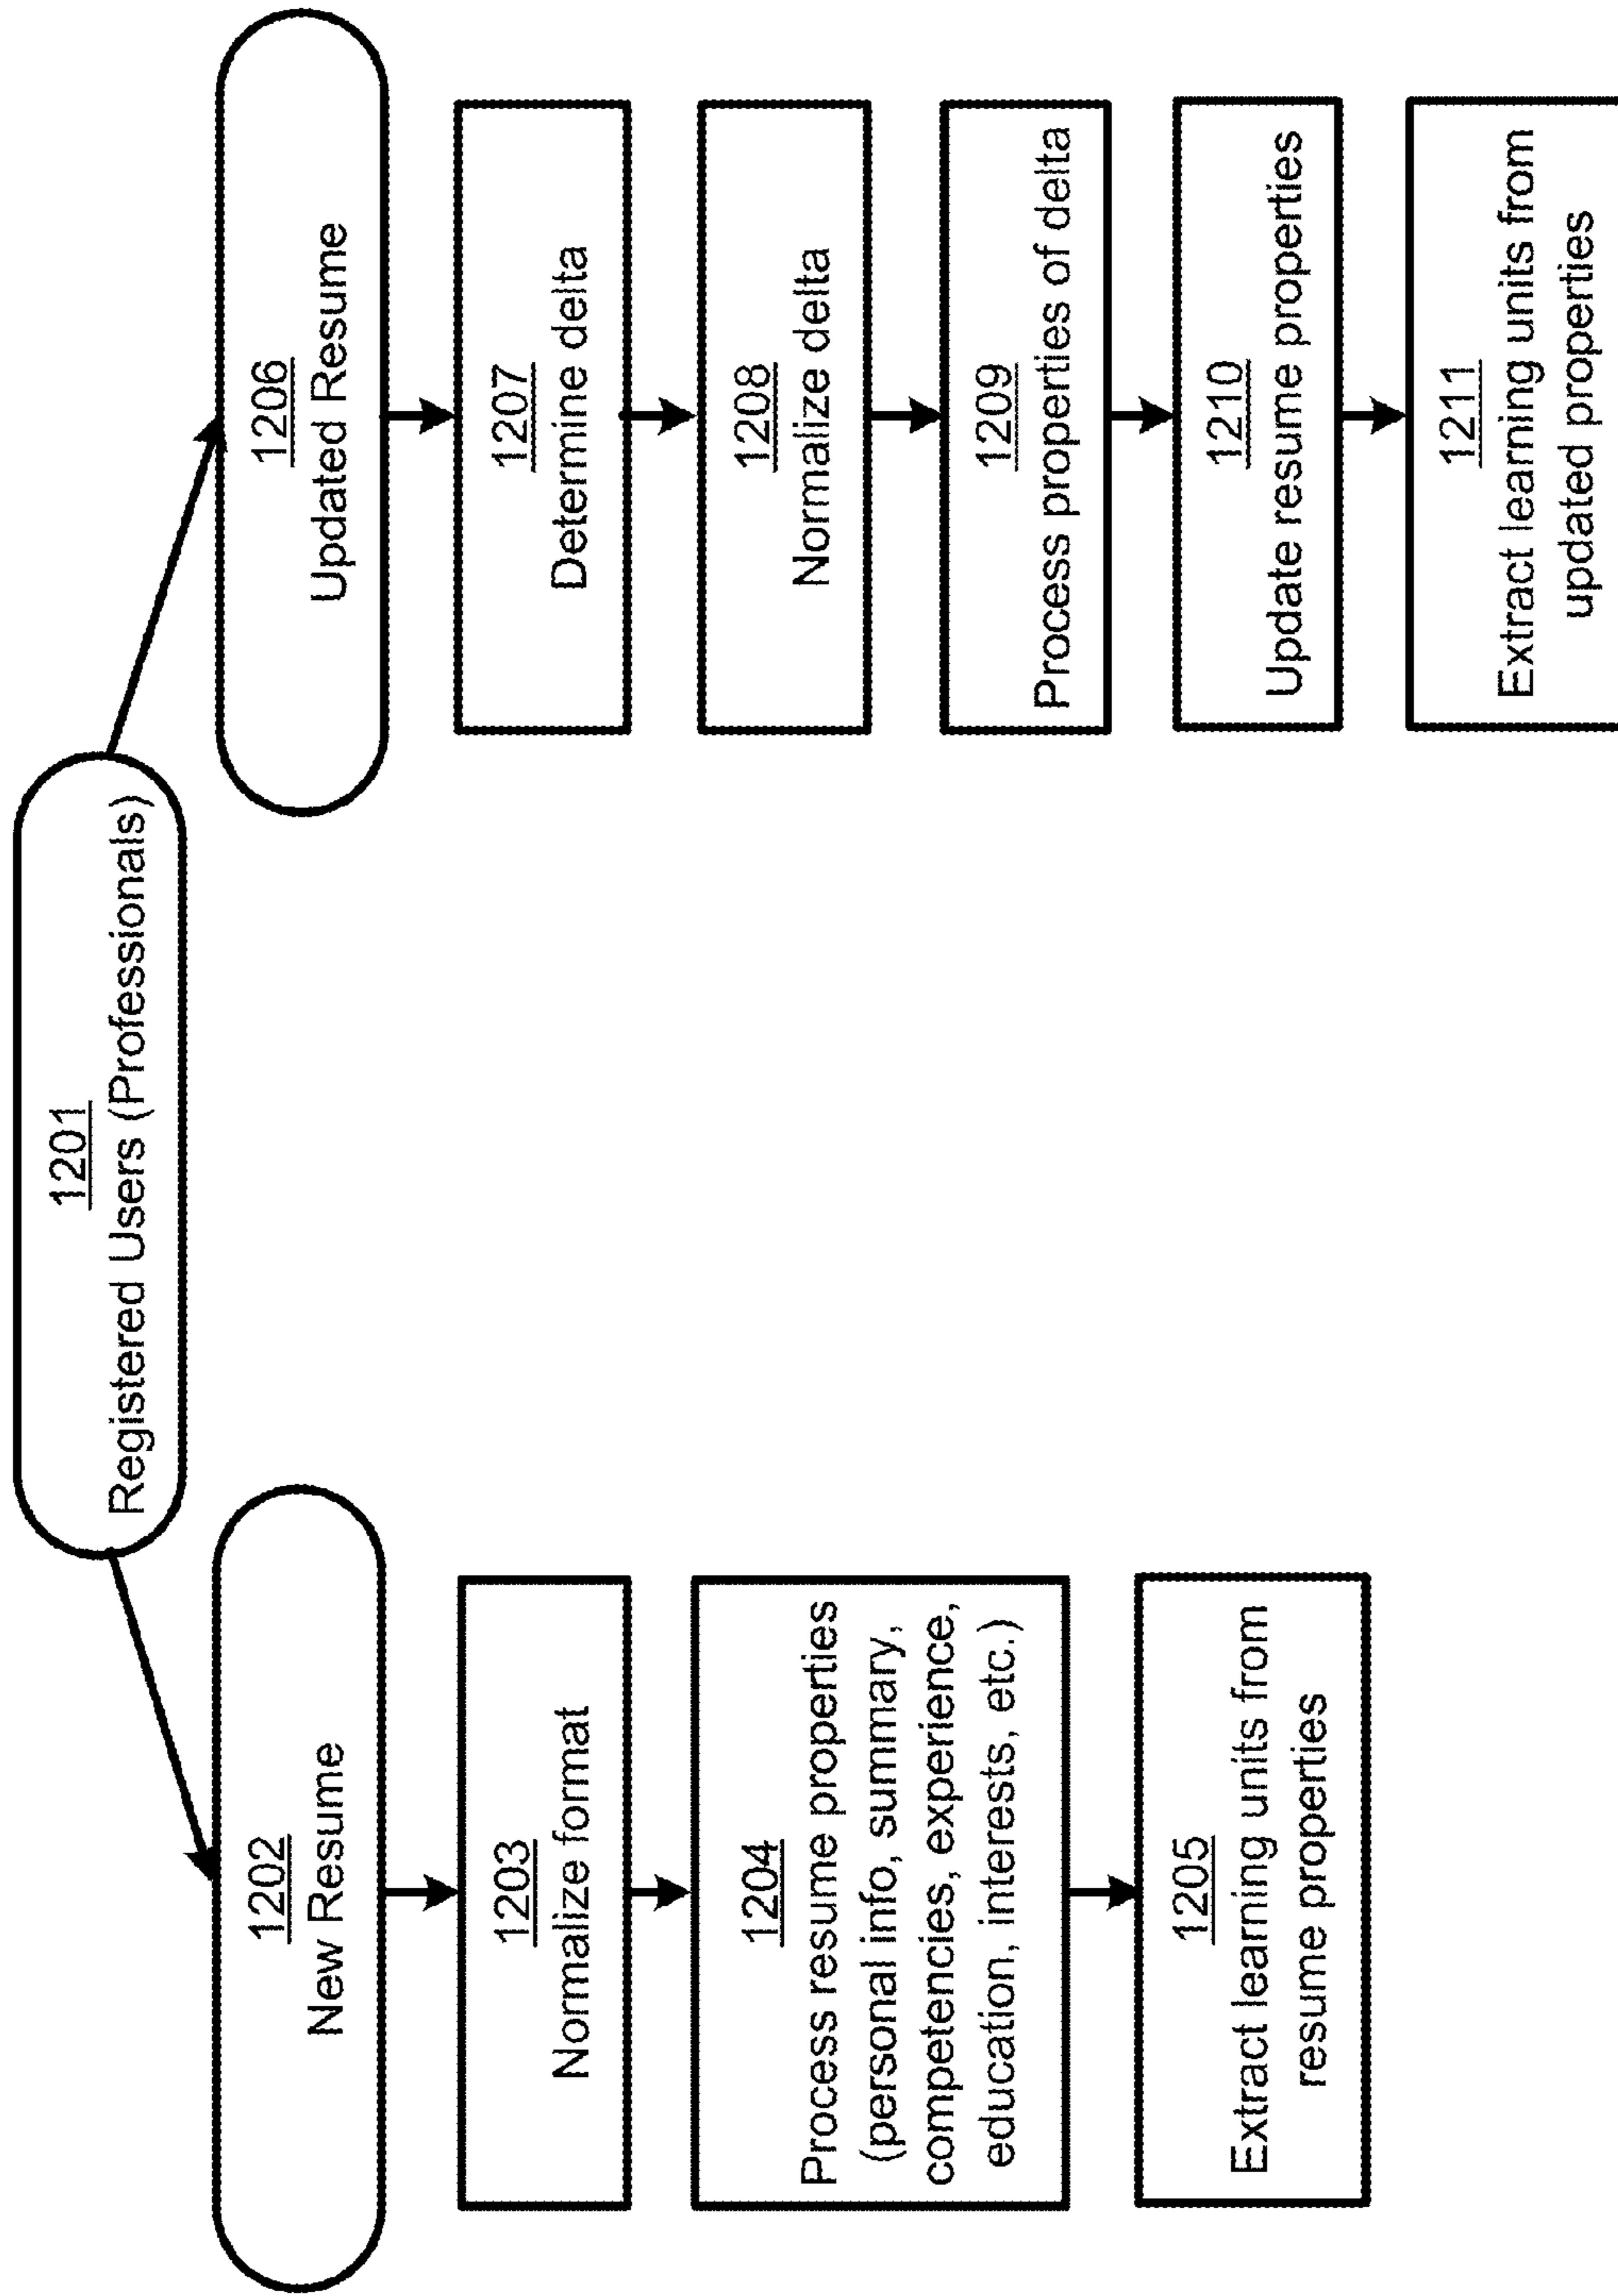 1201
Registered Users (Professionals)
1202
New Resume
1203
Normalize format
1204
Process resume properties
(personal info, summary,
competencies, experience,
education, interests, etc.)
1205
Extract learning units from
resume properties
1206
Updated Resume
1207
Determine delta
1208
Normalize delta
1209
Process properties of delta
1210
Update resume properties
1211
Extract learning units from
updated properties